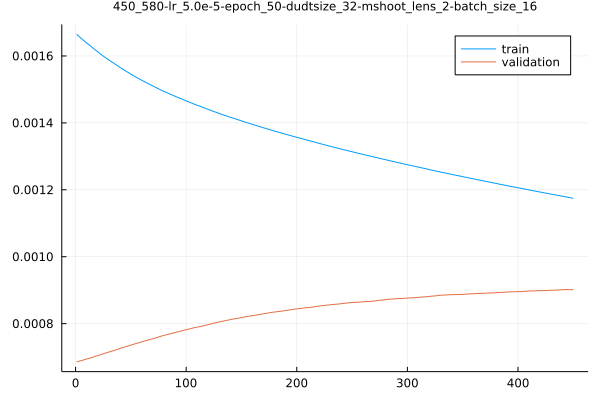 450_580-lr_5.0e-5-epoch_50-dudtsize_32-mshoot_lens_2-batch_size_16
train
validation
0.0016
0.0014
0.0012
0.0010
0.0008
0 100 200 300 400